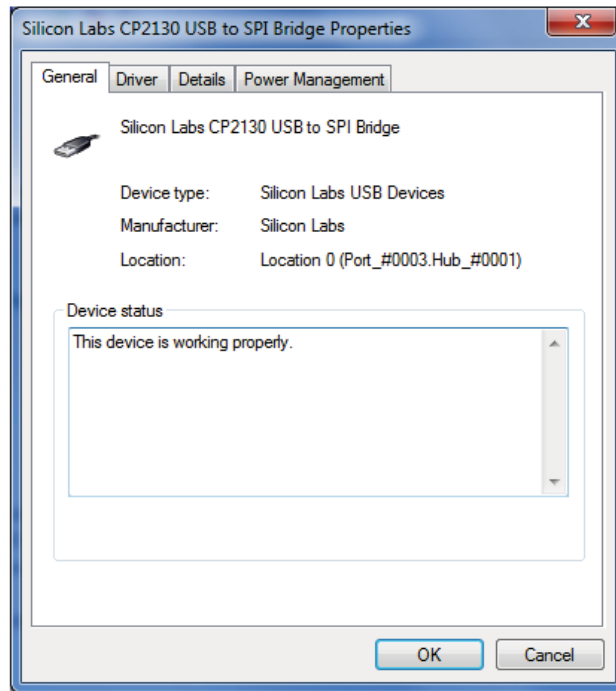 Silicon Labs CP2130 USB to SPI Bridge Properties
General Driver Details Power Management
Silicon Labs CP2130 USB to SPI Bridge
Device type: Silicon Labs USB Devices
Manufacturer: Silicon Labs
Location: Location 0 (Port_#0003.Hub_#0001)
Device status
This device is working properly.
OK Cancel